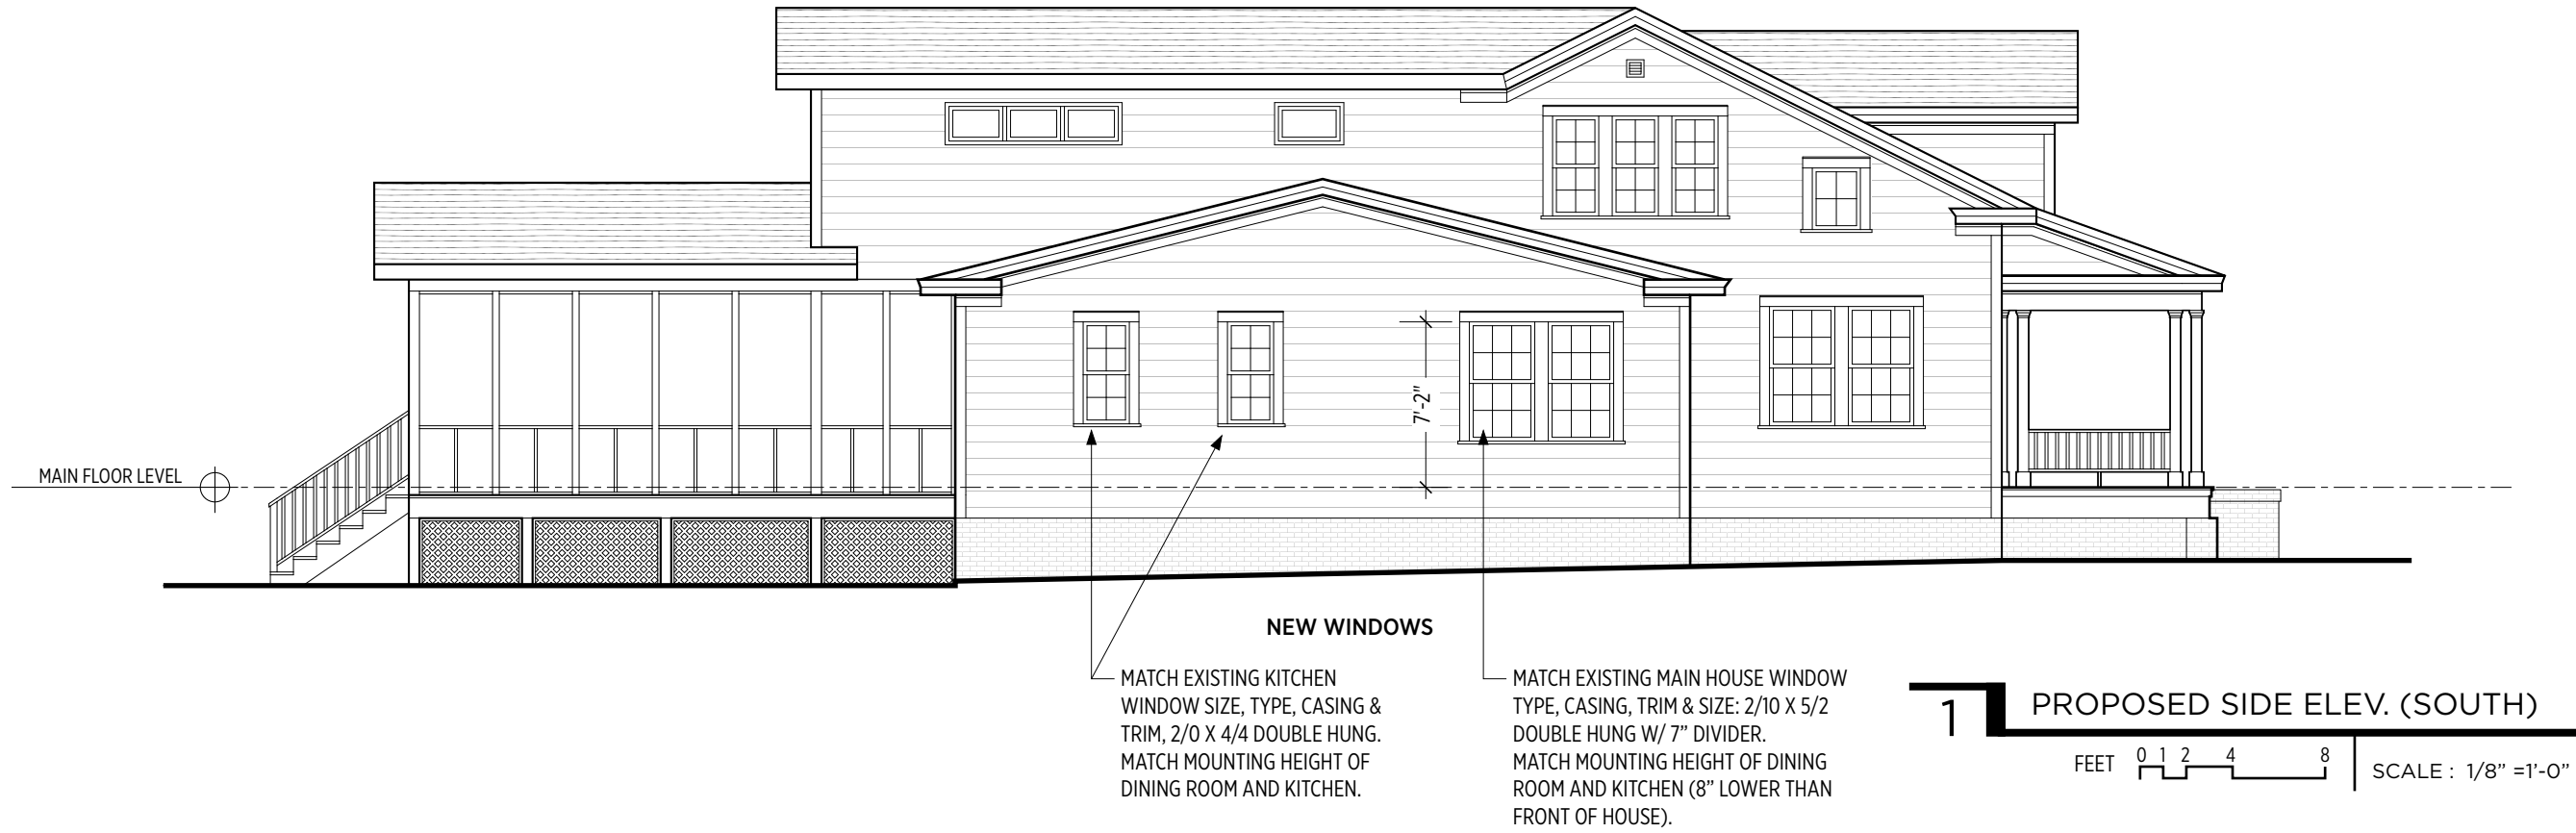 7'-2"
MAIN FLOOR LEVEL
NEW WINDOWS
MATCH EXISTING KITCHEN
WINDOW SIZE, TYPE, CASING &
TRIM, 2/0 X 4/4 DOUBLE HUNG.
MATCH MOUNTING HEIGHT OF
DINING ROOM AND KITCHEN.
MATCH EXISTING MAIN HOUSE WINDOW
TYPE, CASING, TRIM & SIZE: 2/10 X 5/2
DOUBLE HUNG W/ 7” DIVIDER.
MATCH MOUNTING HEIGHT OF DINING
ROOM AND KITCHEN (8” LOWER THAN
FRONT OF HOUSE).
1
PROPOSED SIDE ELEV. (SOUTH)
FEET 0 1 2 4 8
SCALE : 1/8” =1’-0”